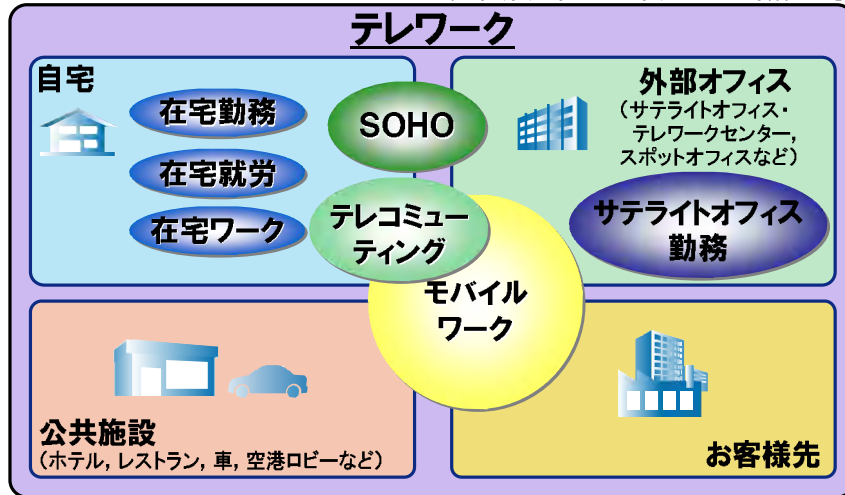 テレワーク
自宅
在宅勤務
在宅就労
在宅ワーク
SOHO
テレコミュー
ティング
モバイル
ワーク
外部オフィス
（サテライトオフィス・
テレワークセンター,
スポットオフィスなど）
サテライトオフィス
勤務
公共施設
（ホテル, レストラン, 車, 空港ロビーなど）
お客様先